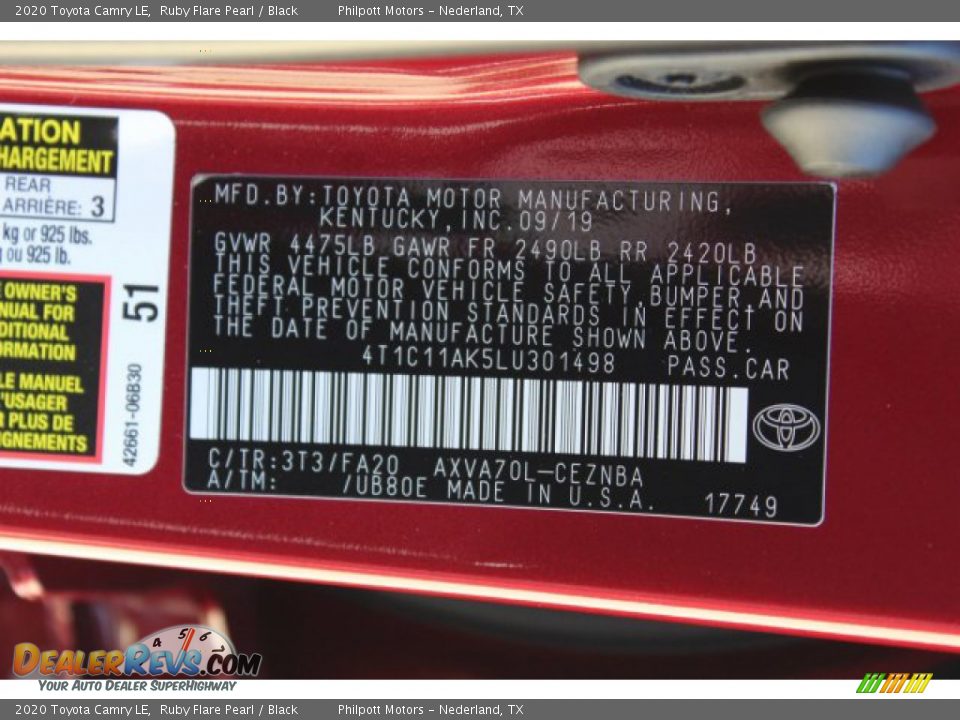 2020 Toyota Camry LE, Ruby Flare Pearl / Black Philpott Motors - Nederland, TX
ATION
HARGEMENT
REAR
ARRIÈRE: 3
kg or 925 lbs.
ou 925 lb.
OWNER'S
NUAL FOR
DITIONAL
ORMATION
LE MANUEL
'USAGER
R PLUS DE
IGNEMENTS
51
42661-06830
MFD.BY:TOYOTA MOTOR MANUFACTURING,
KENTUCKY,INC.09/19
GVWR 4475LB GAWR FR 2490LB RR 2420LB
THIS VEHICLE CONFORMS TO ALL APPLICABLE
FEDERAL MOTOR VEHICLE SAFETY,BUMPER,AND
THEFT PREVENTION STANDARDS IN EFFECT ON
THE DATE OF MANUFACTURE SHOWN ABOVE.
4T1C11AK5LU301498 PASS.CAR
C/TR:3T3/FA20 AXVA70L-CEZNBA
A/TM: /UB80E MADE IN U.S.A. 17749
4 5 6
DEALERREVS.COM
YOUR AUTO DEALER SUPERHIGHWAY
2020 Toyota Camry LE, Ruby Flare Pearl / Black Philpott Motors - Nederland, TX